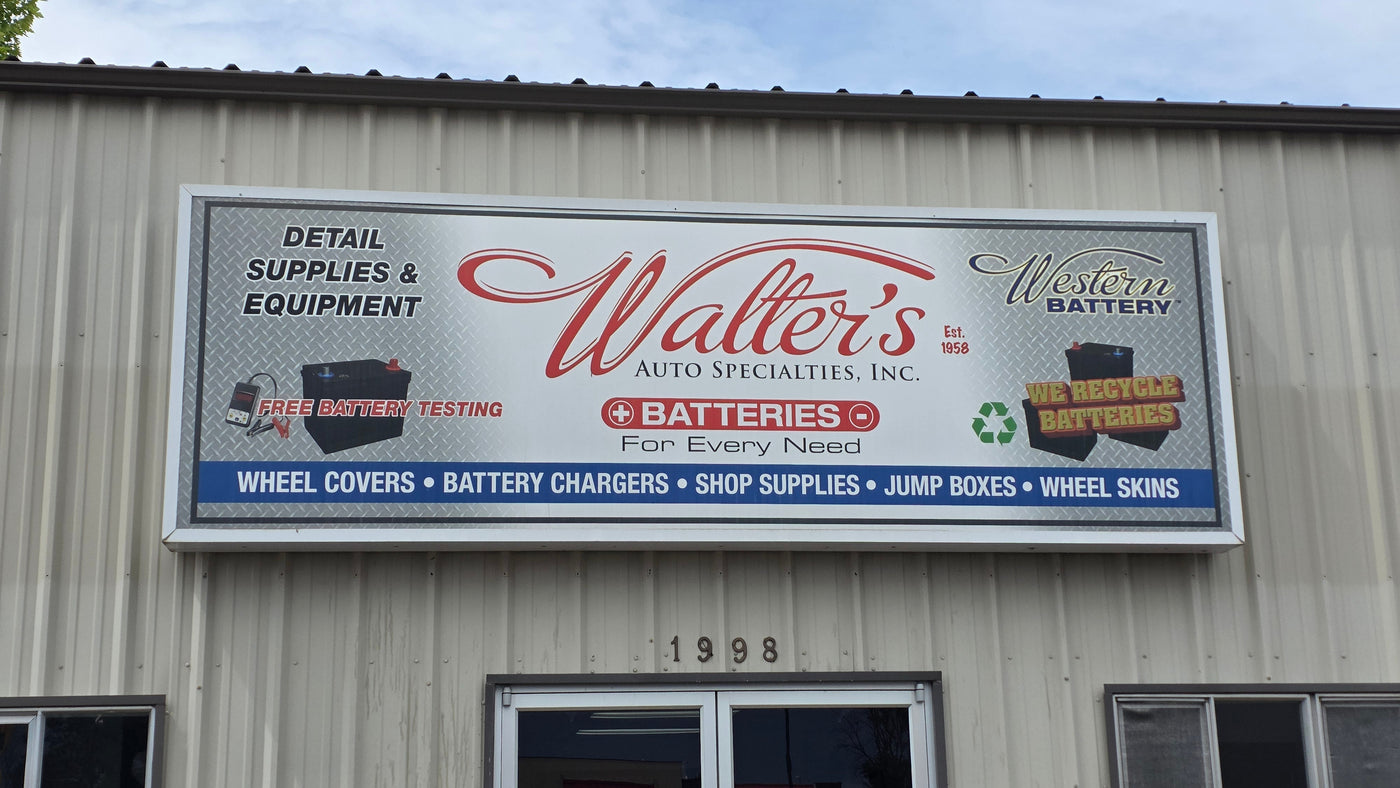 DETAIL
SUPPLIES &
EQUIPMENT
FREE BATTERY TESTING
Walter's
Est.
1958
AUTO SPECIALTIES, INC.
+ BATTERIES -
For Every Need
Western
BATTERY™
WE RECYCLE
BATTERIES
WHEEL COVERS • BATTERY CHARGERS • SHOP SUPPLIES • JUMP BOXES • WHEEL SKINS
1998